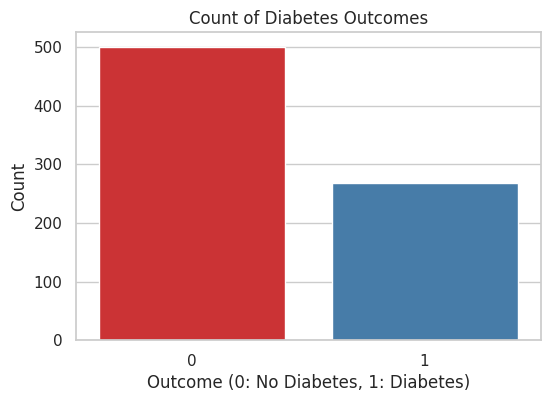 Count of Diabetes Outcomes
500
400
300
200
100
0
Count
0
1
Outcome (0: No Diabetes, 1: Diabetes)